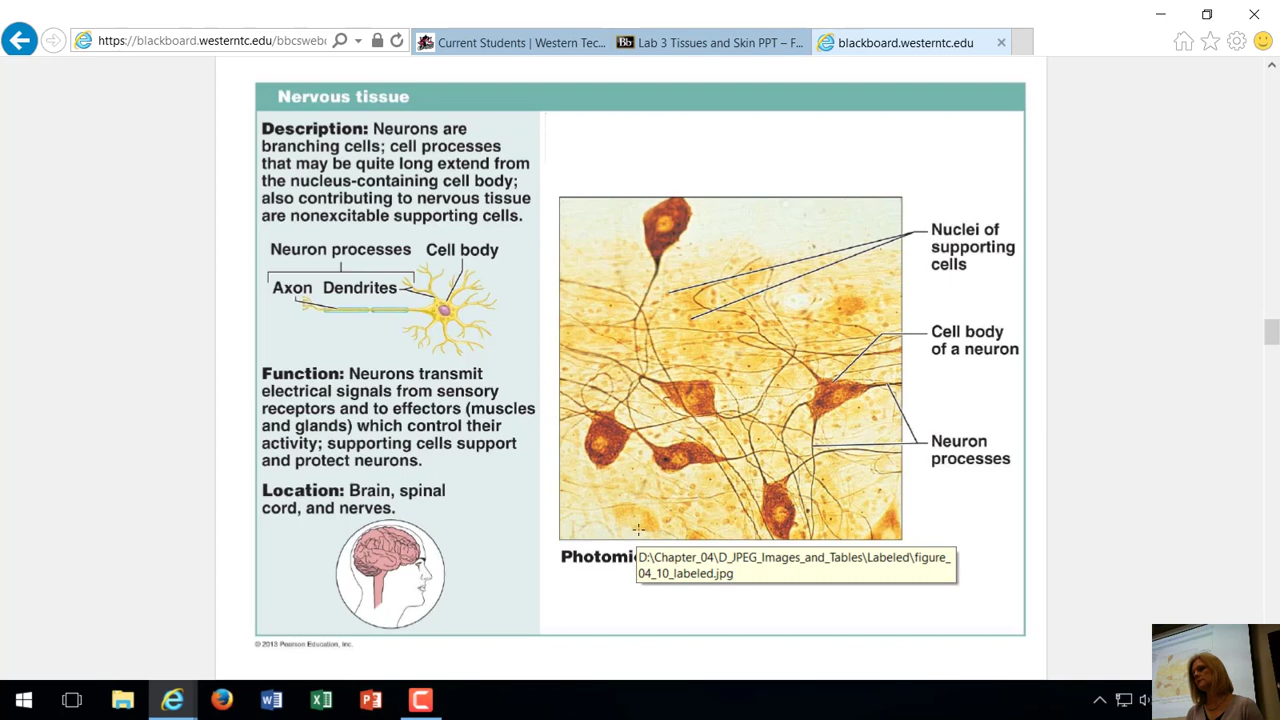 https://blackboard.westerntc.edu/bbcswebc
Current Students | Western Tec...
Bb Lab 3 Tissues and Skin PPT – F...
blackboard.westerntc.edu
Nervous tissue
Description: Neurons are
branching cells; cell processes
that may be quite long extend from
the nucleus-containing cell body;
also contributing to nervous tissue
are nonexcitable supporting cells.
Neuron processes
Cell body
Axon
Dendrites
Function: Neurons transmit
electrical signals from sensory
receptors and to effectors (muscles
and glands) which control their
activity; supporting cells support
and protect neurons.
Location: Brain, spinal
cord, and nerves.
Nuclei of
supporting
cells
Cell body
of a neuron
Neuron
processes
Photomi
D:\Chapter_04\D_JPEG_Images_and_Tables\Labeled\figure_
04_10_labeled.jpg
© 2013 Pearson Education, Inc.